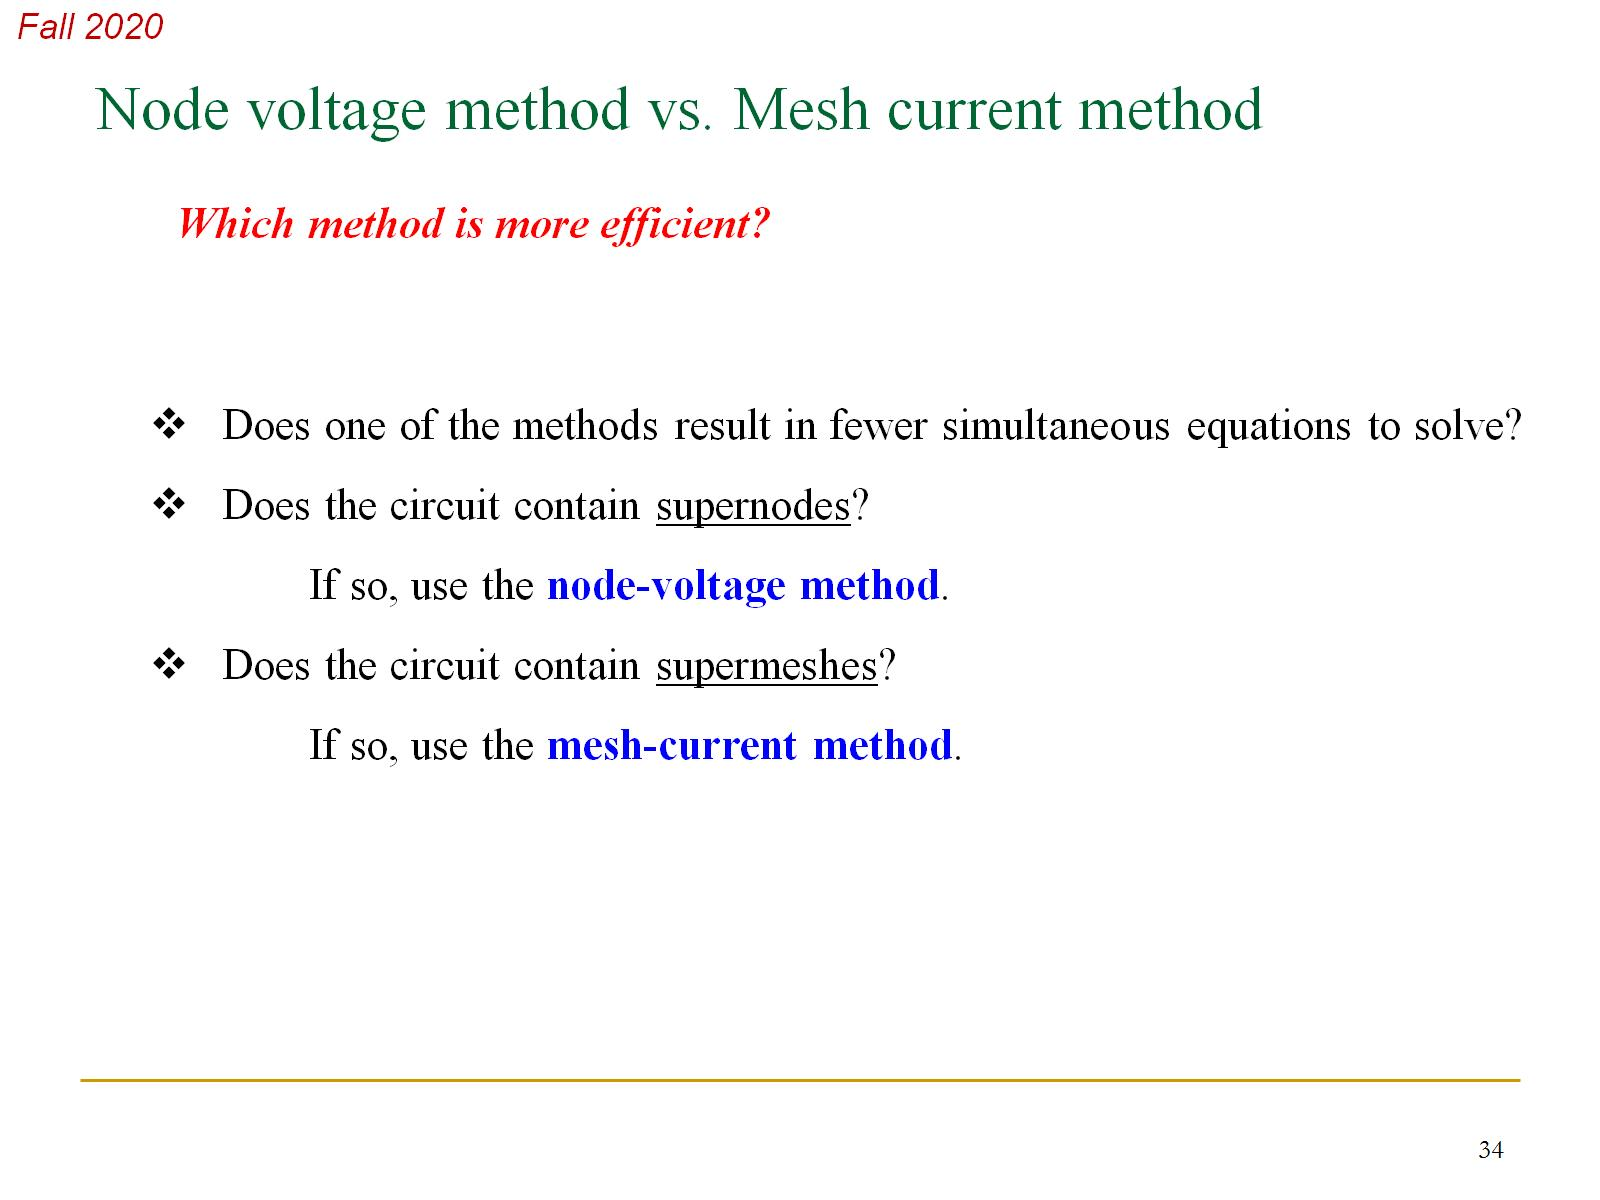 Fall 2020
Node voltage method vs. Mesh current method
Which method is more efficient?
❖ Does one of the methods result in fewer simultaneous equations to solve?
❖ Does the circuit contain supernodes?
If so, use the node-voltage method.
❖ Does the circuit contain supermeshes?
If so, use the mesh-current method.
34